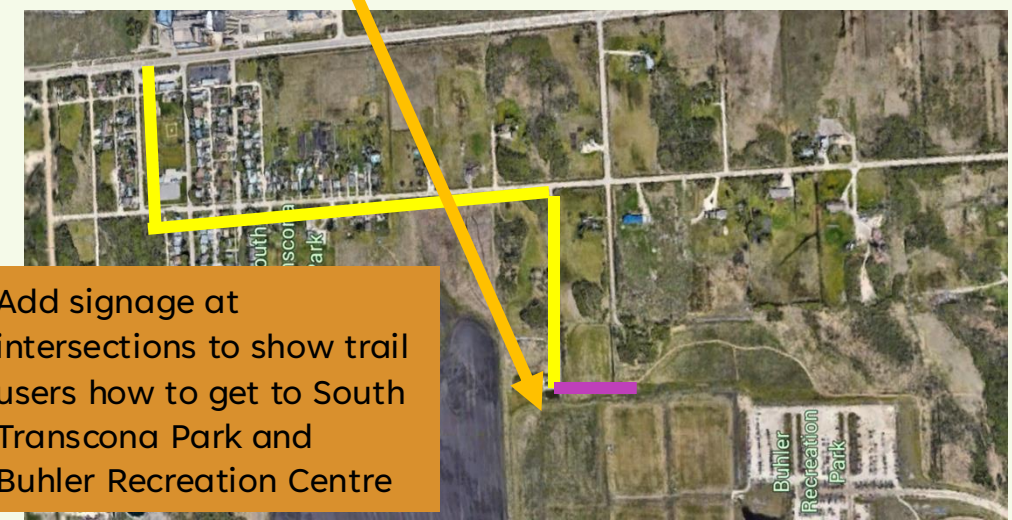 South
Transcona
Park
Add signage at
intersections to show trail
users how to get to South
Transcona Park and
Buhler Recreation Centre
Buhler
Recreation
Park